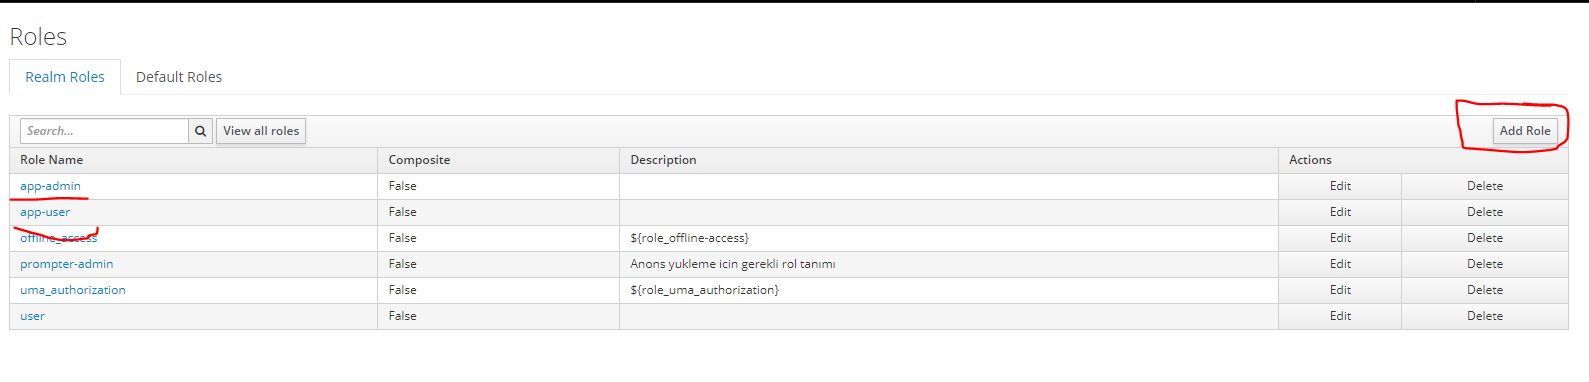 Roles
Realm Roles Default Roles
Search... View all roles Add Role
Role Name Composite Description Actions
app-admin False Edit Delete
app-user False Edit Delete
offline_access False ${role_offline-access} Edit Delete
prompter-admin False Anons yukleme icin gerekli rol tanımı Edit Delete
uma_authorization False ${role_uma_authorization} Edit Delete
user False Edit Delete